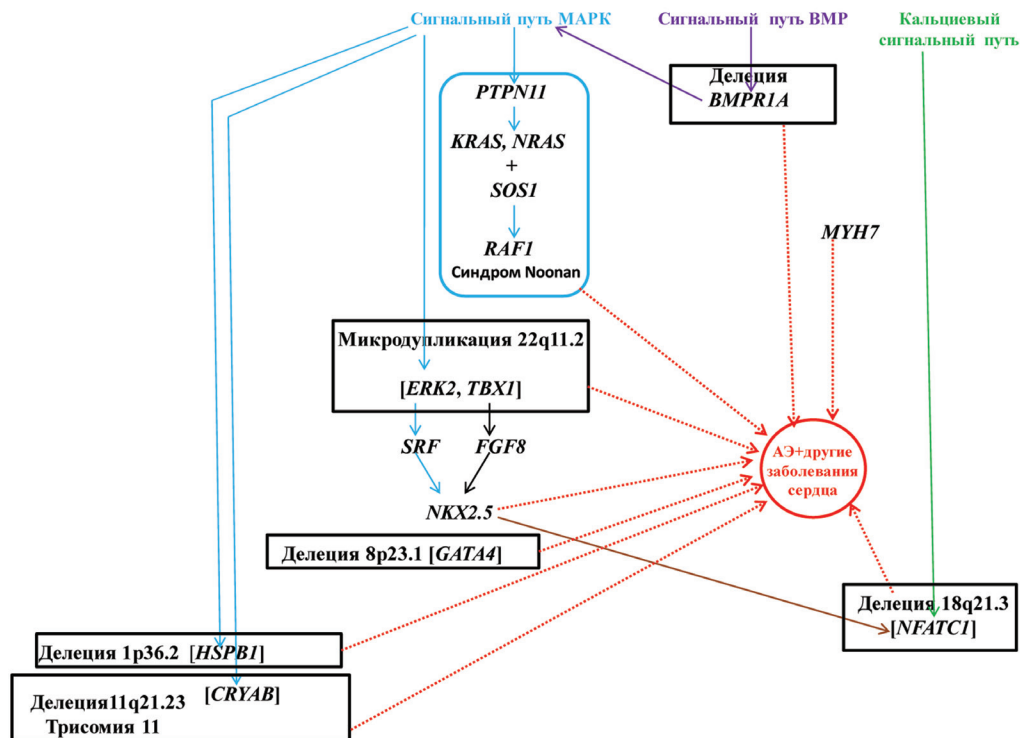 Сигнальный путь МАРК
Сигнальный путь ВМР
Кальциевый
сигнальный путь
PTPN11
KRAS, NRAS
+
SOS1
RAF1
Синдром Noonan
Делеция
BMPR1A
MYH7
Микродупликация 22q11.2
[ERK2, TBX1]
SRF
FGF8
NKX2.5
АЭ+другие
заболевания
сердца
Делеция 8p23.1 [GATA4]
Делеция 18q21.3
[NFATC1]
Делеция 1p36.2 [HSPB1]
[CRYAB]
Делеция11q21.23
Трисомия 11